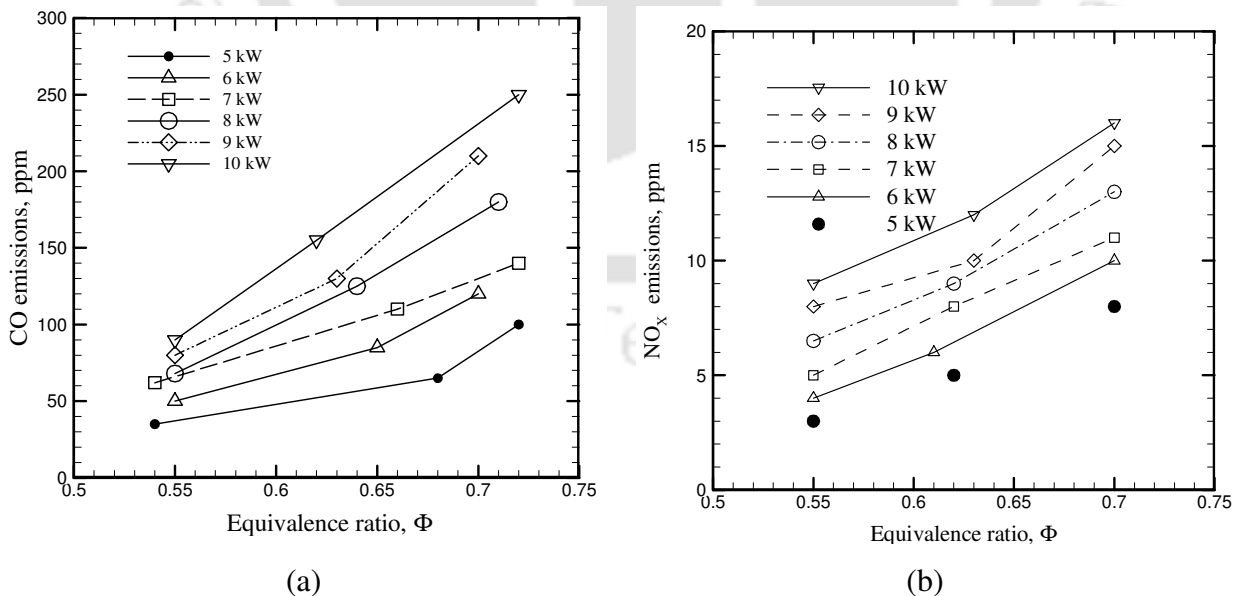 300
250
200
150
100
50
0
CO emissions, ppm
5 kW
6 kW
7 kW
8 kW
9 kW
10 kW
0.5 0.55 0.6 0.65 0.7 0.75
Equivalence ratio, Φ
(a)
20
15
10
5
0
NOX emissions, ppm
10 kW
9 kW
8 kW
7 kW
6 kW
5 kW
0.5 0.55 0.6 0.65 0.7 0.75
Equivalence ratio, Φ
(b)